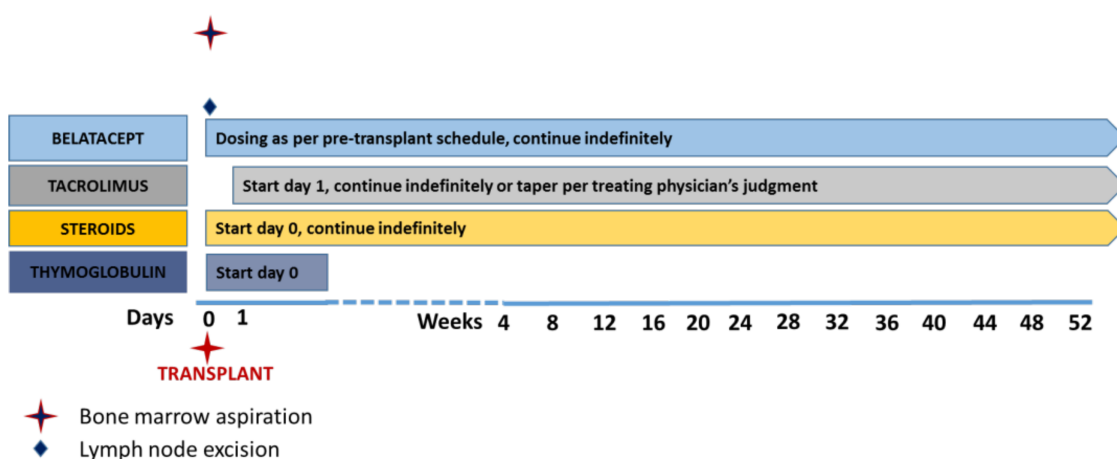 BELATACEPT Dosing as per pre-transplant schedule, continue indefinitely
TACROLIMUS Start day 1, continue indefinitely or taper per treating physician's judgment
STEROIDS Start day 0, continue indefinitely
THYMOGLOBULIN Start day 0
Days 0 1 Weeks 4 8 12 16 20 24 28 32 36 40 44 48 52
TRANSPLANT
Bone marrow aspiration
Lymph node excision